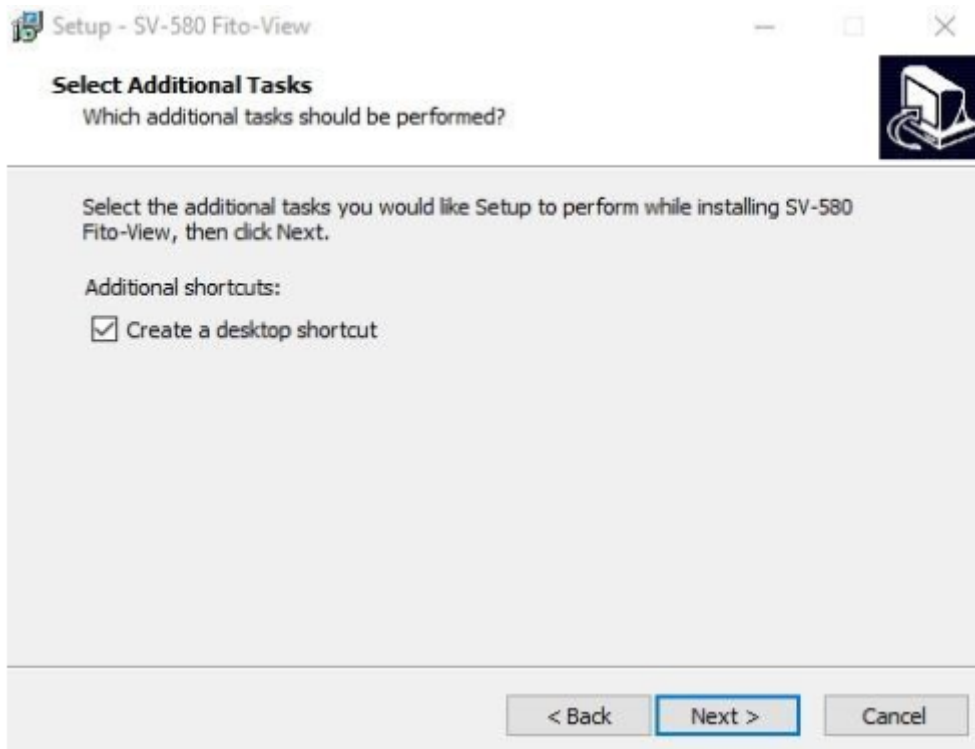 Setup - SV-580 Fito-View
Select Additional Tasks
Which additional tasks should be performed?
Select the additional tasks you would like Setup to perform while installing SV-580
Fito-View, then click Next.
Additional shortcuts:
Create a desktop shortcut
< Back Next > Cancel